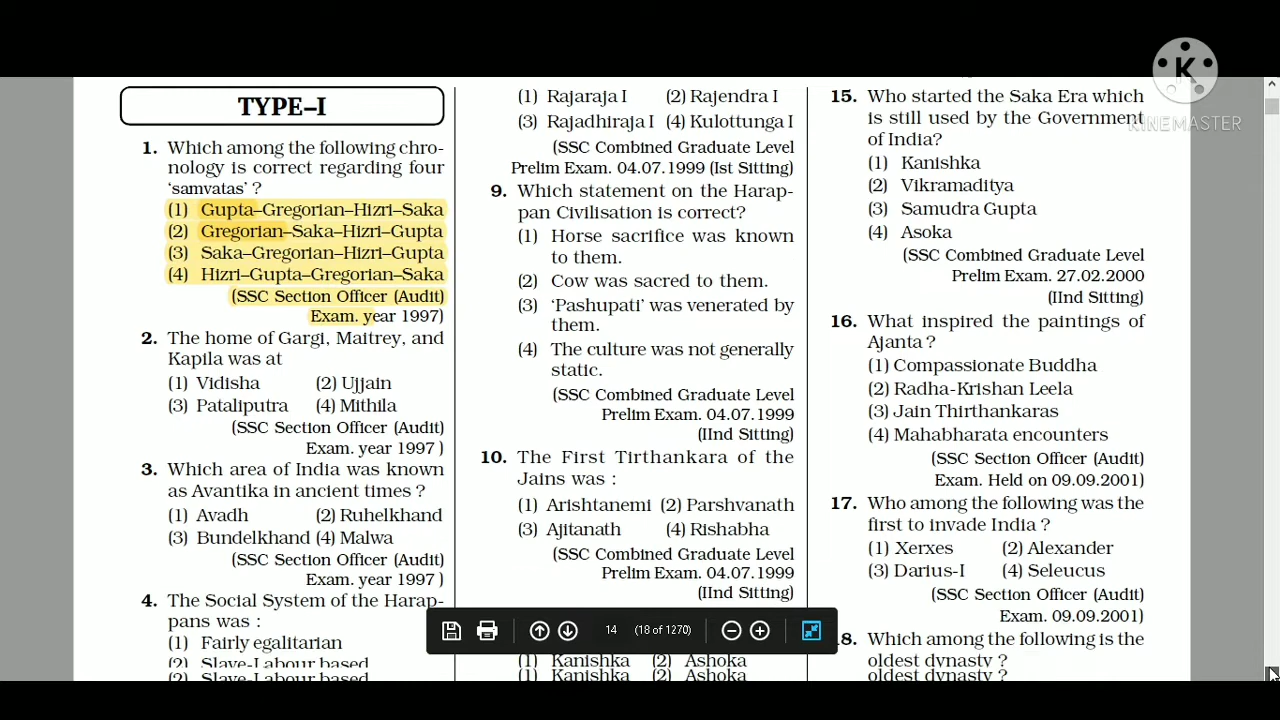 TYPE–I
1. Which among the following chro-
nology is correct regarding four
‘samvatas’ ?
(1) Gupta–Gregorian–Hizri–Saka
(2) Gregorian–Saka–Hizri–Gupta
(3) Saka–Gregorian–Hizri–Gupta
(4) Hizri–Gupta–Gregorian–Saka
(SSC Section Officer (Audit)
Exam. year 1997)
2. The home of Gargi, Maitrey, and
Kapila was at
(1) Vidisha (2) Ujjain
(3) Pataliputra (4) Mithila
(SSC Section Officer (Audit)
Exam. year 1997 )
3. Which area of India was known
as Avantika in ancient times ?
(1) Avadh (2) Ruhelkhand
(3) Bundelkhand (4) Malwa
(SSC Section Officer (Audit)
Exam. year 1997 )
4. The Social System of the Harap-
pans was :
(1) Fairly egalitarian
(2) Slave-Labour based
(2) Slave-Labour based
(1) Rajaraja I (2) Rajendra I
(3) Rajadhiraja I (4) Kulottunga I
(SSC Combined Graduate Level
Prelim Exam. 04.07.1999 (Ist Sitting)
9. Which statement on the Harap-
pan Civilisation is correct?
(1) Horse sacrifice was known
to them.
(2) Cow was sacred to them.
(3) ‘Pashupati’ was venerated by
them.
(4) The culture was not generally
static.
(SSC Combined Graduate Level
Prelim Exam. 04.07.1999
(IInd Sitting)
10. The First Tirthankara of the
Jains was :
(1) Arishtanemi (2) Parshvanath
(3) Ajitanath (4) Rishabha
(SSC Combined Graduate Level
Prelim Exam. 04.07.1999
(IInd Sitting)
14 (18 of 1270)
(1) Kanishka (2) Ashoka
(1) Kanishka (2) Ashoka
15. Who started the Saka Era which
is still used by the Government
of India?
(1) Kanishka
(2) Vikramaditya
(3) Samudra Gupta
(4) Asoka
(SSC Combined Graduate Level
Prelim Exam. 27.02.2000
(IInd Sitting)
16. What inspired the paintings of
Ajanta ?
(1) Compassionate Buddha
(2) Radha-Krishan Leela
(3) Jain Thirthankaras
(4) Mahabharata encounters
(SSC Section Officer (Audit)
Exam. Held on 09.09.2001)
17. Who among the following was the
first to invade India ?
(1) Xerxes (2) Alexander
(3) Darius-I (4) Seleucus
(SSC Section Officer (Audit)
Exam. 09.09.2001)
18. Which among the following is the
oldest dynasty ?
oldest dynasty ?
K
KINEMASTER